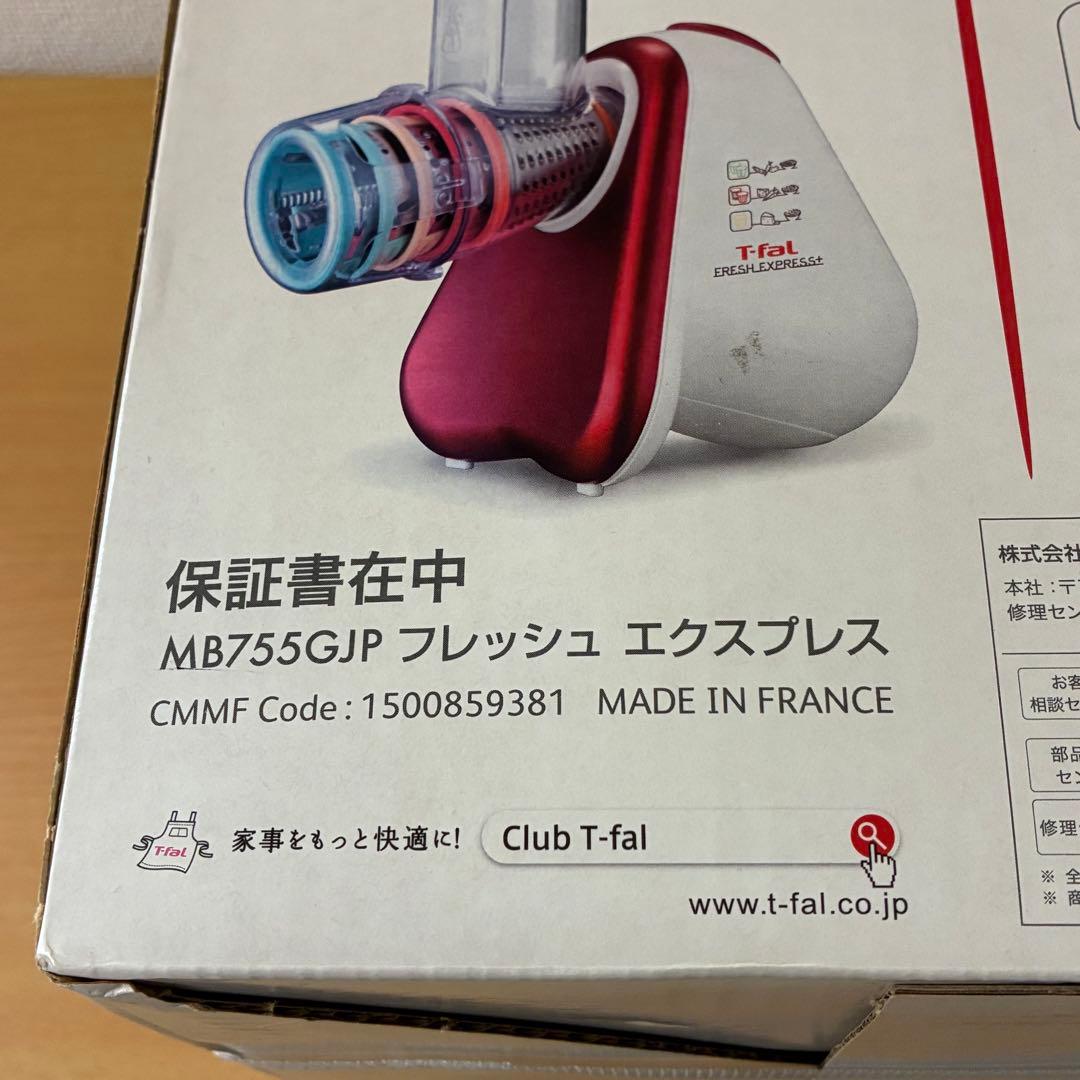 T-fal
FRESH EXPRESS+
保証書在中
MB755GJP フレッシュ エクスプレス
CMMF Code : 1500859381 MADE IN FRANCE
T-fal
家事をもっと快適に!
Club T-fal
www.t-fal.co.jp
株式会社
本社:〒
修理セン
お客
相談セ
部品
セン
修理
※ 全
※ 商